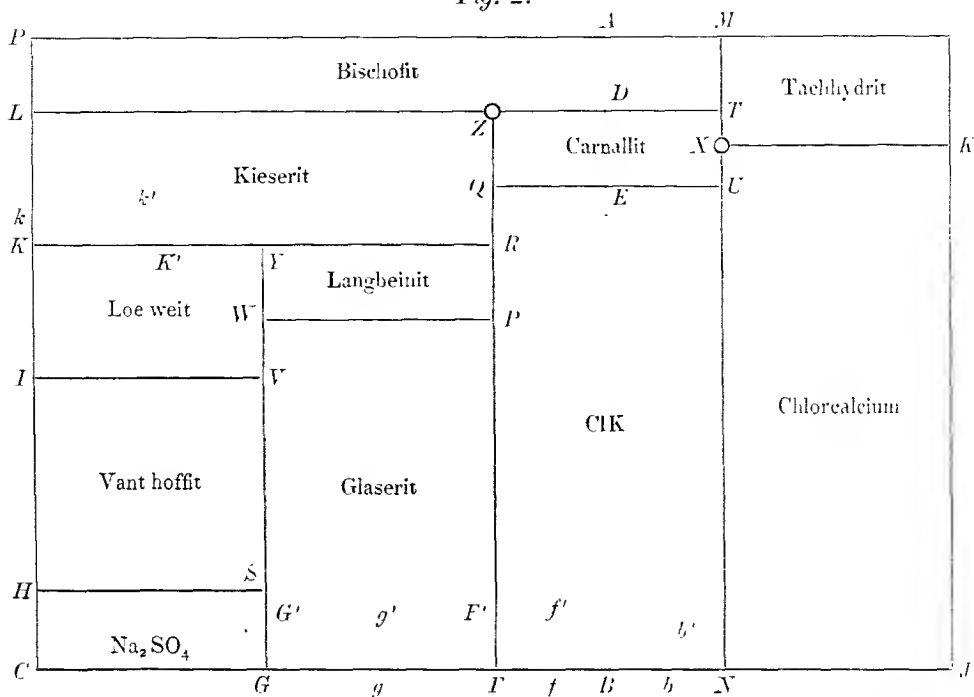 Fig. 2.
P A M
Bischofit
Tachhydrit
L D T
Z
Carnallit X K
Kieserit
Q E U
k'
k
K R
K' Y
Langbeinit
Loe weit W P
I V
Chlorcalcium
ClK
Vant hoffit Glaserit
H S
G' g' F' f'
b'
Na₂SO₄
C J
G g F f B b N